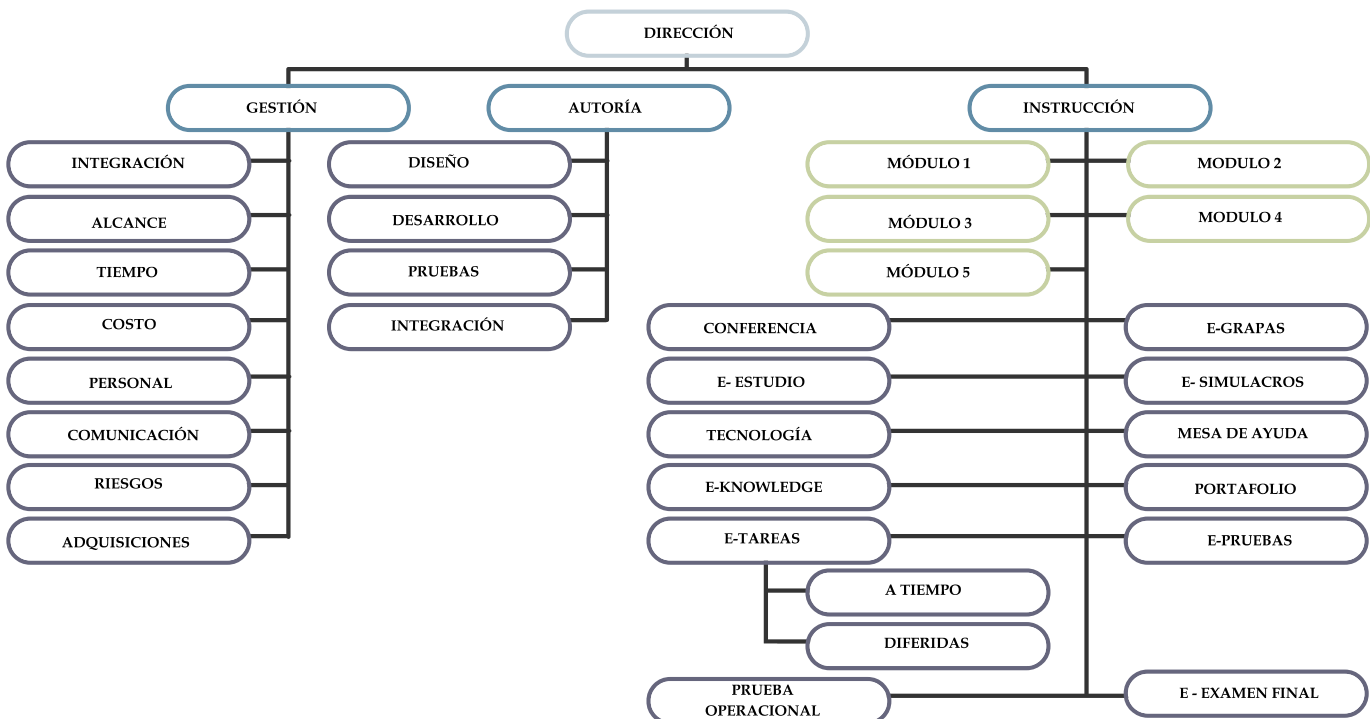 DIRECCIÓN
GESTIÓN
AUTORÍA
INSTRUCCIÓN
INTEGRACIÓN
ALCANCE
TIEMPO
COSTO
PERSONAL
COMUNICACIÓN
RIESGOS
ADQUISICIONES
DISEÑO
DESARROLLO
PRUEBAS
INTEGRACIÓN
MÓDULO 1
MODULO 2
MÓDULO 3
MODULO 4
MÓDULO 5
CONFERENCIA
E-GRAPAS
E- ESTUDIO
E- SIMULACROS
TECNOLOGÍA
MESA DE AYUDA
E-KNOWLEDGE
PORTAFOLIO
E-TAREAS
E-PRUEBAS
A TIEMPO
DIFERIDAS
PRUEBA
OPERACIONAL
E - EXAMEN FINAL